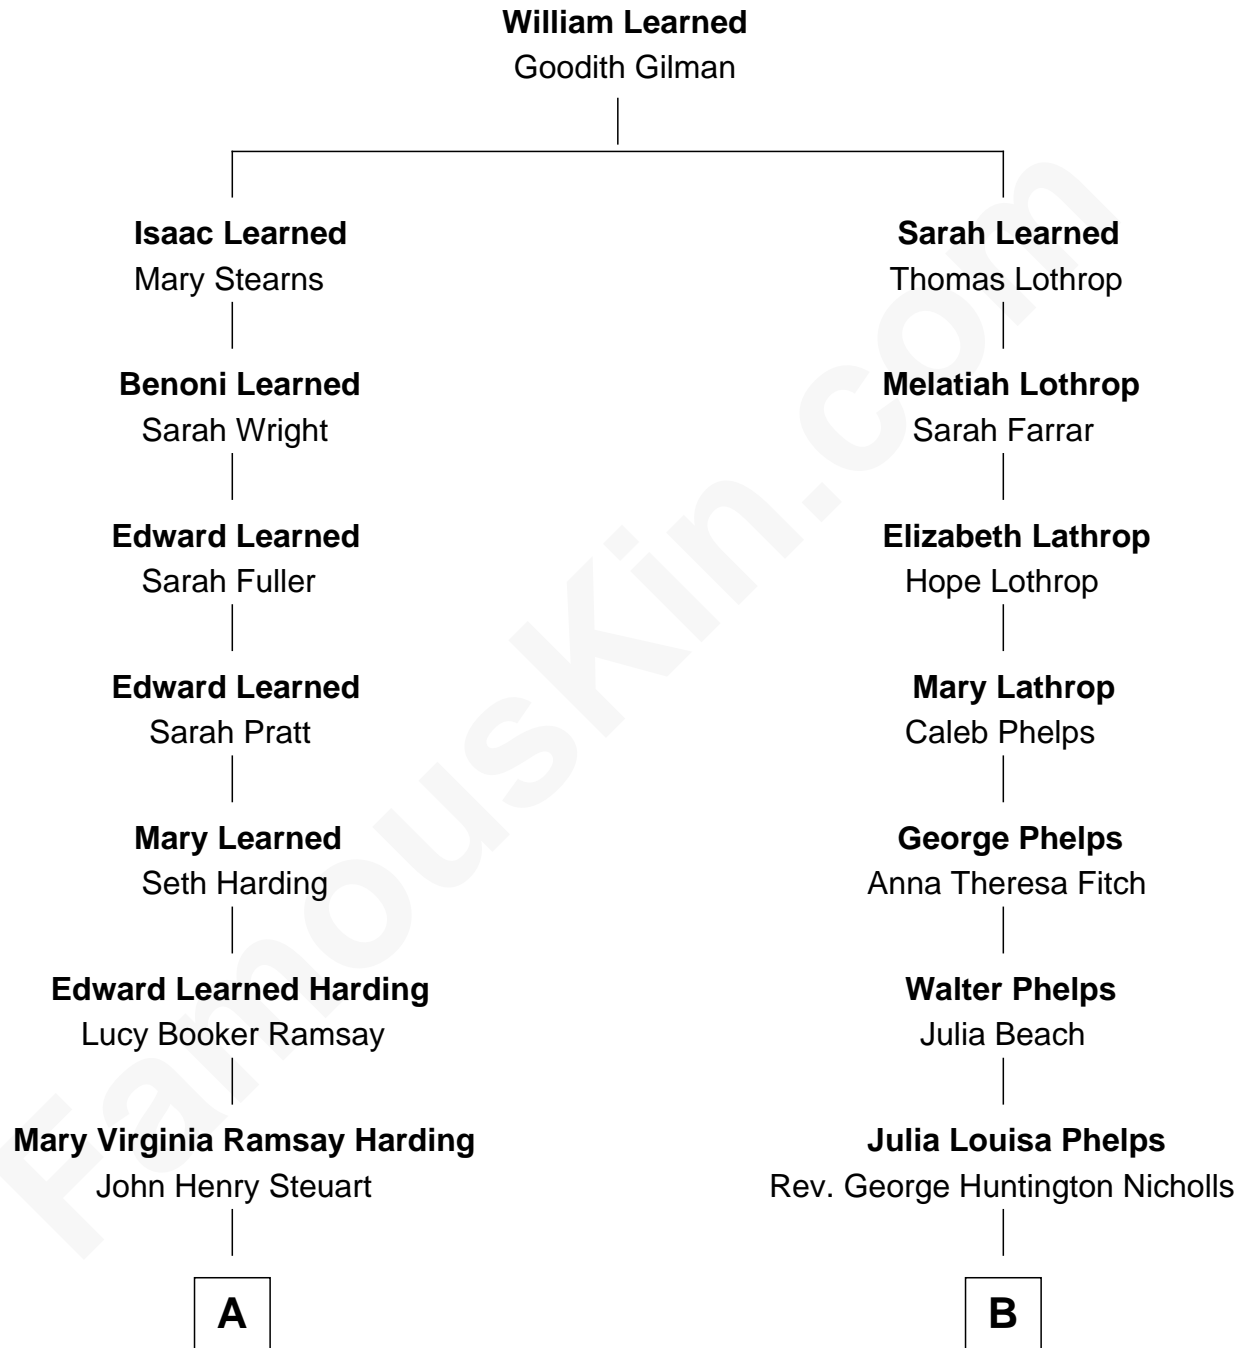 William Learned
Goodith Gilman
Isaac Learned
Mary Stearns
Sarah Learned
Thomas Lothrop
Benoni Learned
Sarah Wright
Melatiah Lothrop
Sarah Farrar
Edward Learned
Sarah Fuller
Elizabeth Lathrop
Hope Lothrop
Edward Learned
Sarah Pratt
Mary Lathrop
Caleb Phelps
Mary Learned
Seth Harding
George Phelps
Anna Theresa Fitch
Edward Learned Harding
Lucy Booker Ramsay
Walter Phelps
Julia Beach
Mary Virginia Ramsay Harding
John Henry Steuart
Julia Louisa Phelps
Rev. George Huntington Nicholls
A
B
FamousKin.com